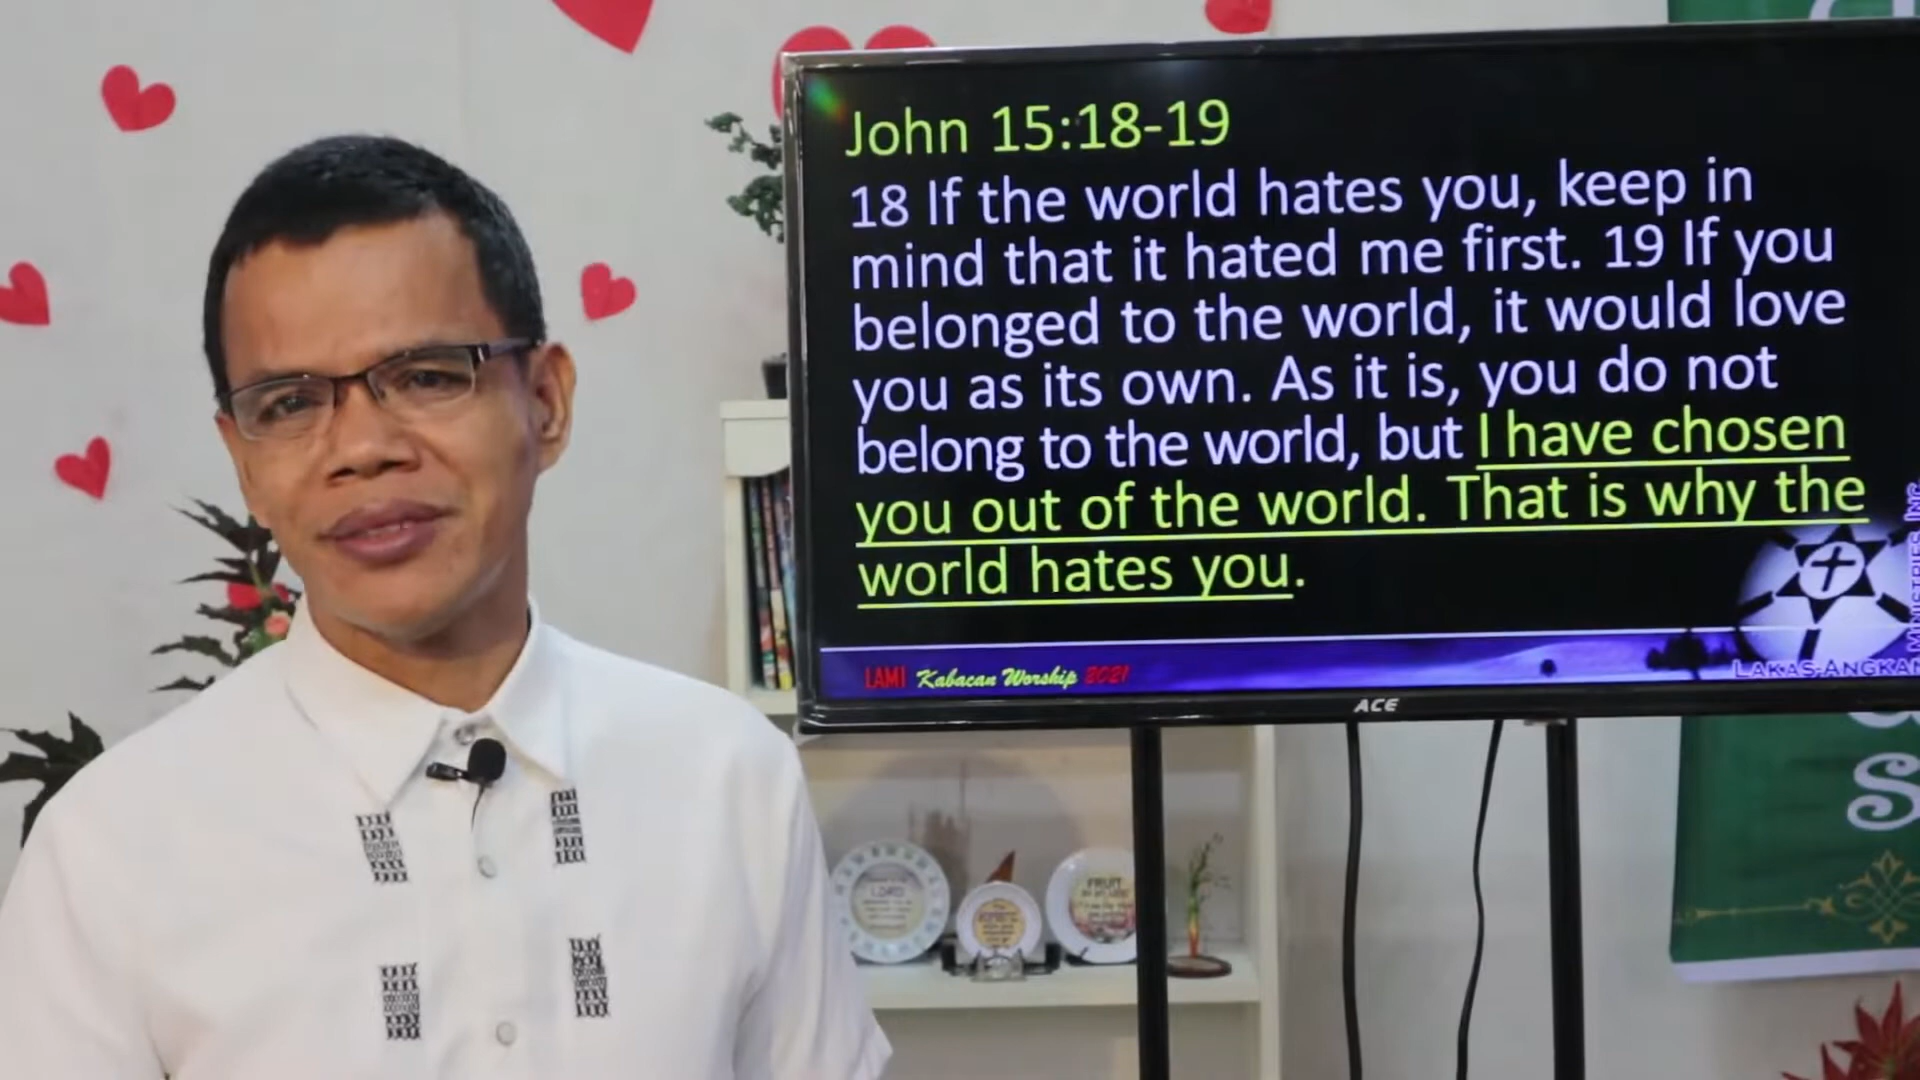 John 15:18-19
18 If the world hates you, keep in
mind that it hated me first. 19 If you
belonged to the world, it would love
you as its own. As it is, you do not
belong to the world, but I have chosen
you out of the world. That is why the
world hates you.
LAMI Kabacan Worship 2021
LAKAS-ANGKAN
MINISTRIES INC.
ACE
LORD
FRUIT